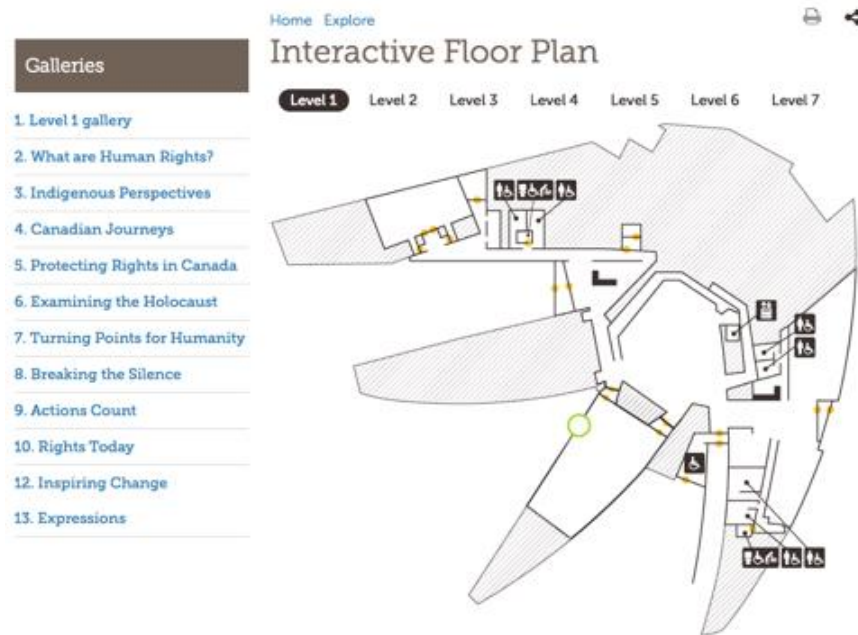 Home Explore
Interactive Floor Plan
Galleries
Level 1 Level 2 Level 3 Level 4 Level 5 Level 6 Level 7
1. Level 1 gallery
2. What are Human Rights?
3. Indigenous Perspectives
4. Canadian Journeys
5. Protecting Rights in Canada
6. Examining the Holocaust
7. Turning Points for Humanity
8. Breaking the Silence
9. Actions Count
10. Rights Today
12. Inspiring Change
13. Expressions